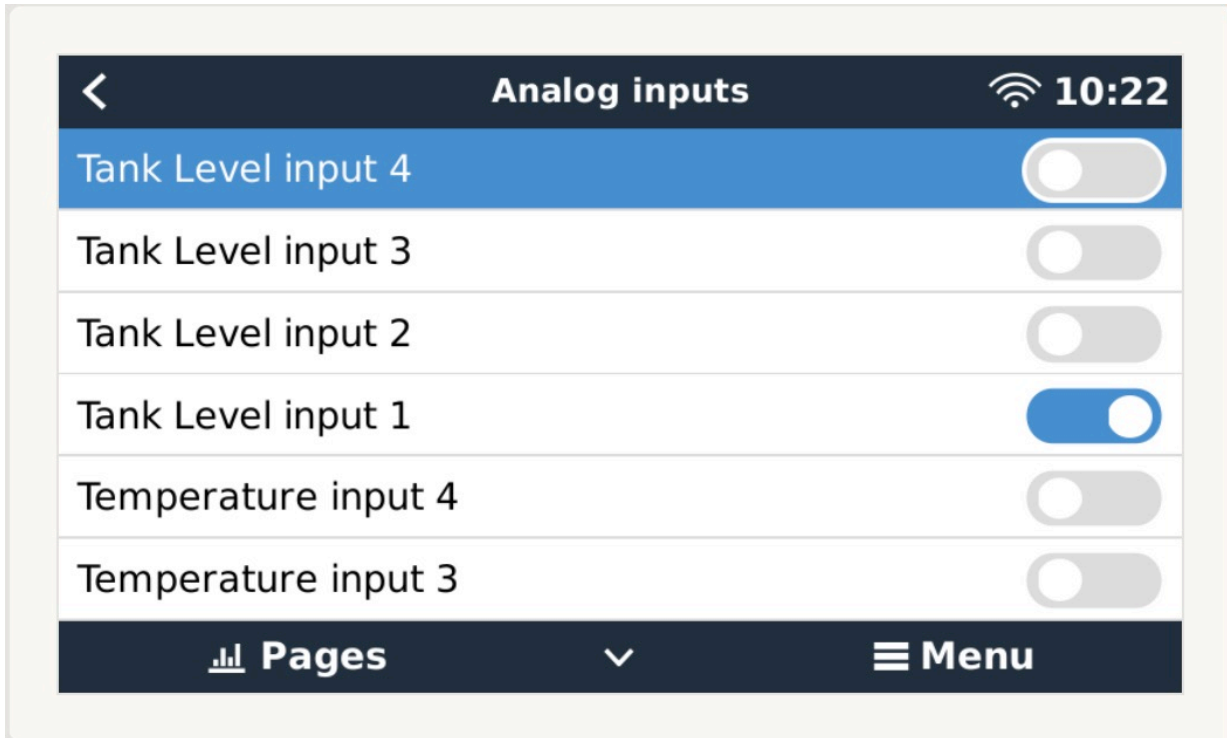 Analog inputs 10:22
Tank Level input 4
Tank Level input 3
Tank Level input 2
Tank Level input 1
Temperature input 4
Temperature input 3
Pages Menu